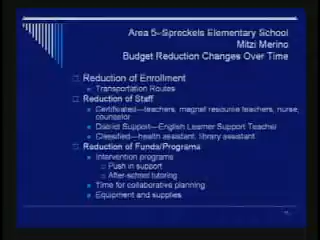 Area 5–Spreckels Elementary School
Mitzi Merino
Budget Reduction Changes Over Time
Reduction of Enrollment
Transportation Routes
Reduction of Staff
Certificated—teachers, magnet resource teachers, nurse,
counselor
District Support—English Learner Support Teacher
Classified—health assistant, library assistant
Reduction of Funds/Programs
Intervention programs
Push in support
After-school tutoring
Time for collaborative planning
Equipment and supplies